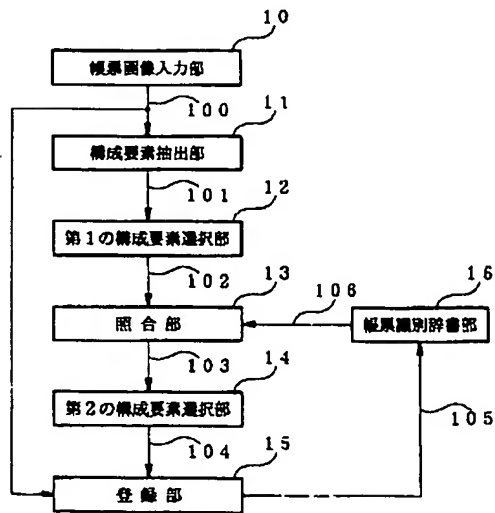 10
帳票画像入力部
100
11
構成要素抽出部
101
12
第1の構成要素選択部
102
13
照合部
106
16
帳票識別辞書部
103
14
第2の構成要素選択部
104
105
15
登録部